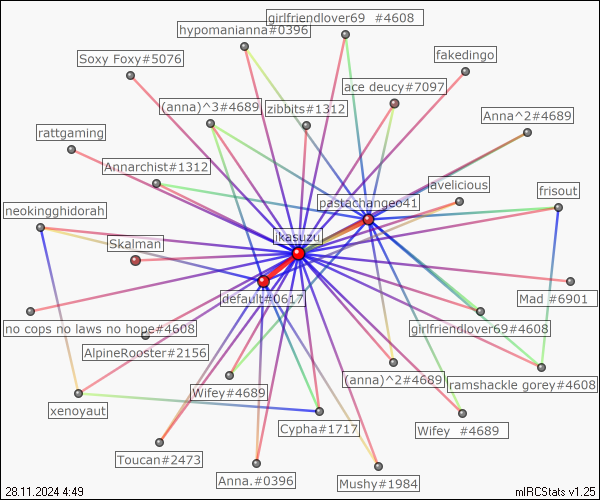 girlfriendlover69   #4608
hypomanianna#0396
Soxy Foxy#5076
fakedingo
ace deucy#7097
(anna)^3#4689
zibbits#1312
Anna^2#4689
rattgaming
Annarchist#1312
avelicious
frisout
pastachangeo41
neokingghidorah
ikasuzu
Skalman
default#0617
Mad  #6901
no cops no laws no hope#4608
girlfriendlover69#4608
AlpineRooster#2156
(anna)^2#4689
ramshackle gorey#4608
Wifey#4689
xenoyaut
Cypha#1717
Wifey   #4689
Toucan#2473
Anna.#0396
Mushy#1984
28.11.2024 4:49
mIRCStats v1.25